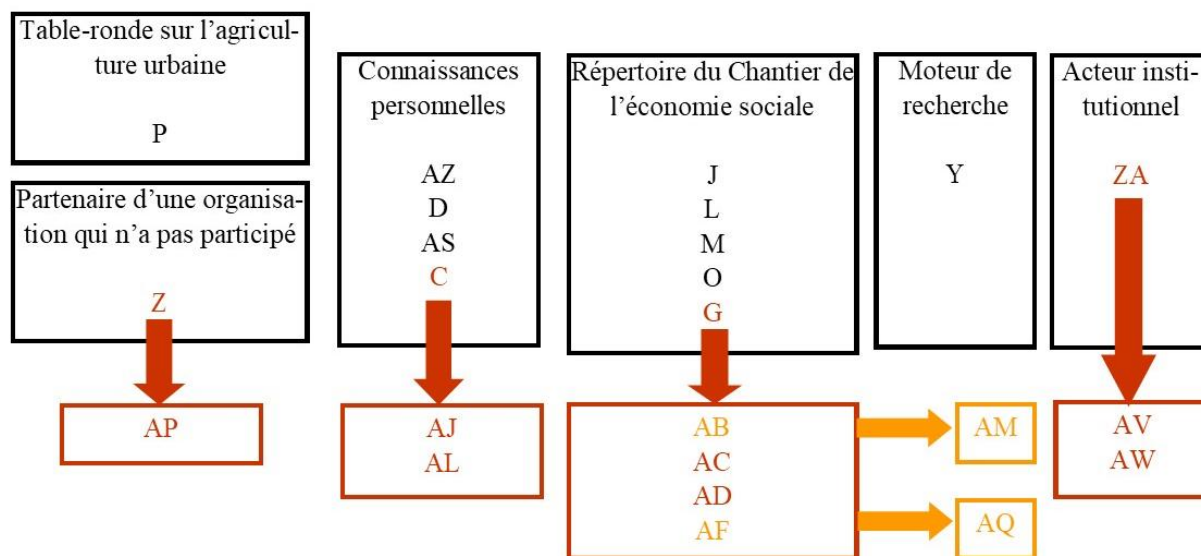 Table-ronde sur l'agricul-
ture urbaine
P
Partenaire d'une organisa-
tion qui n'a pas participé
Z
AP
Connaissances
personnelles
AZ
D
AS
C
AJ
AL
Répertoire du Chantier de
l'économie sociale
J
L
M
O
G
AB
AC
AD
AF
Moteur de
recherche
Y
AM
AQ
Acteur insti-
tutionnel
ZA
AV
AW